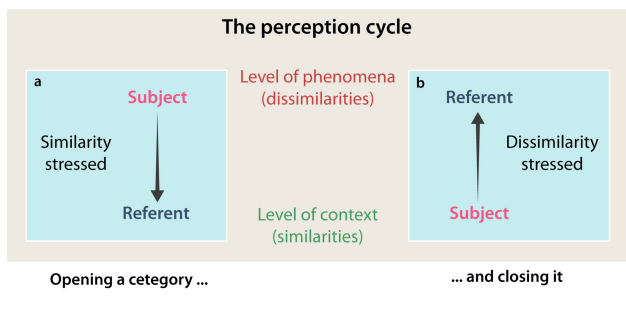 The perception cycle
a
Subject
Similarity
stressed
Referent
Level of phenomena
(dissimilarities)
Level of context
(similarities)
b
Referent
Dissimilarity
stressed
Subject
Opening a cetegory ...
... and closing it